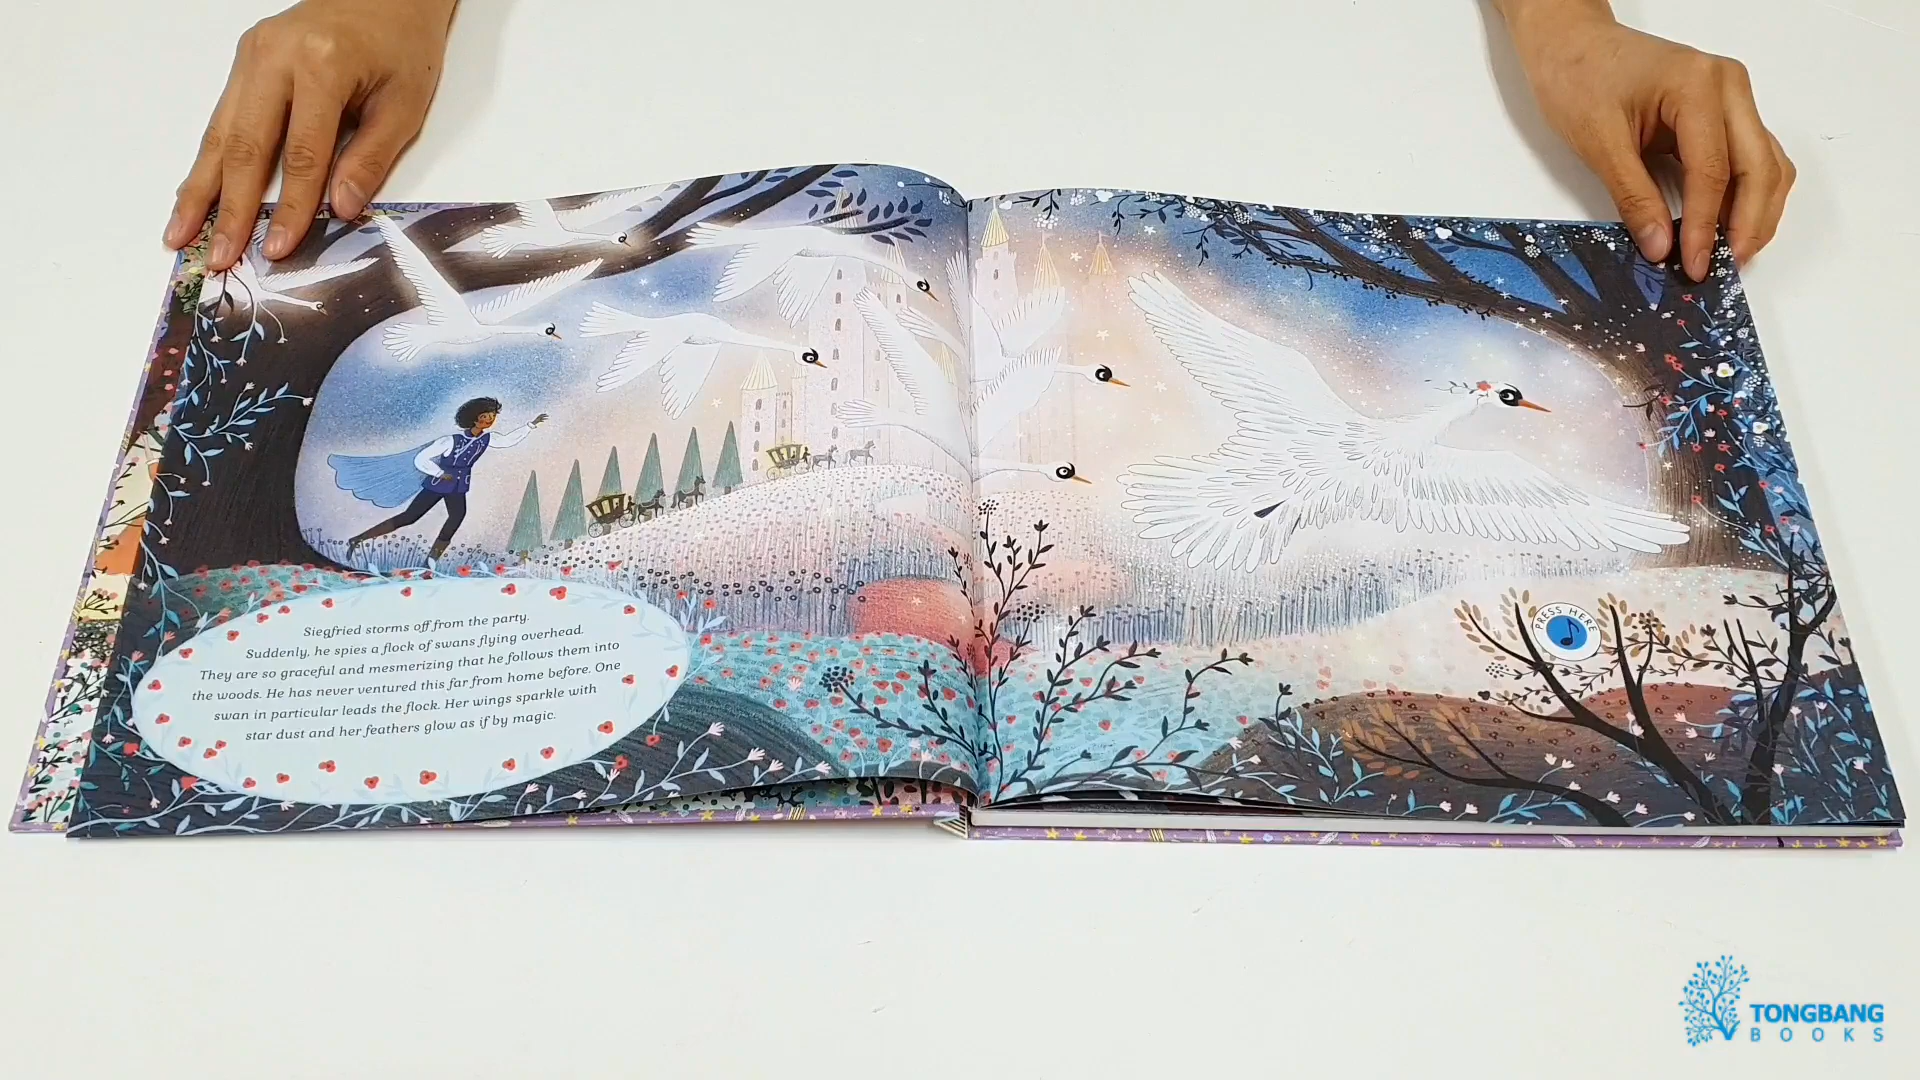 Siegfried storms off from the party.
Suddenly, he spies a flock of swans flying overhead.
They are so graceful and mesmerizing that he follows them into
the woods. He has never ventured this far from home before. One
swan in particular leads the flock. Her wings sparkle with
star dust and her feathers glow as if by magic.
PRESS HERE
TONGBANG
BOOKS